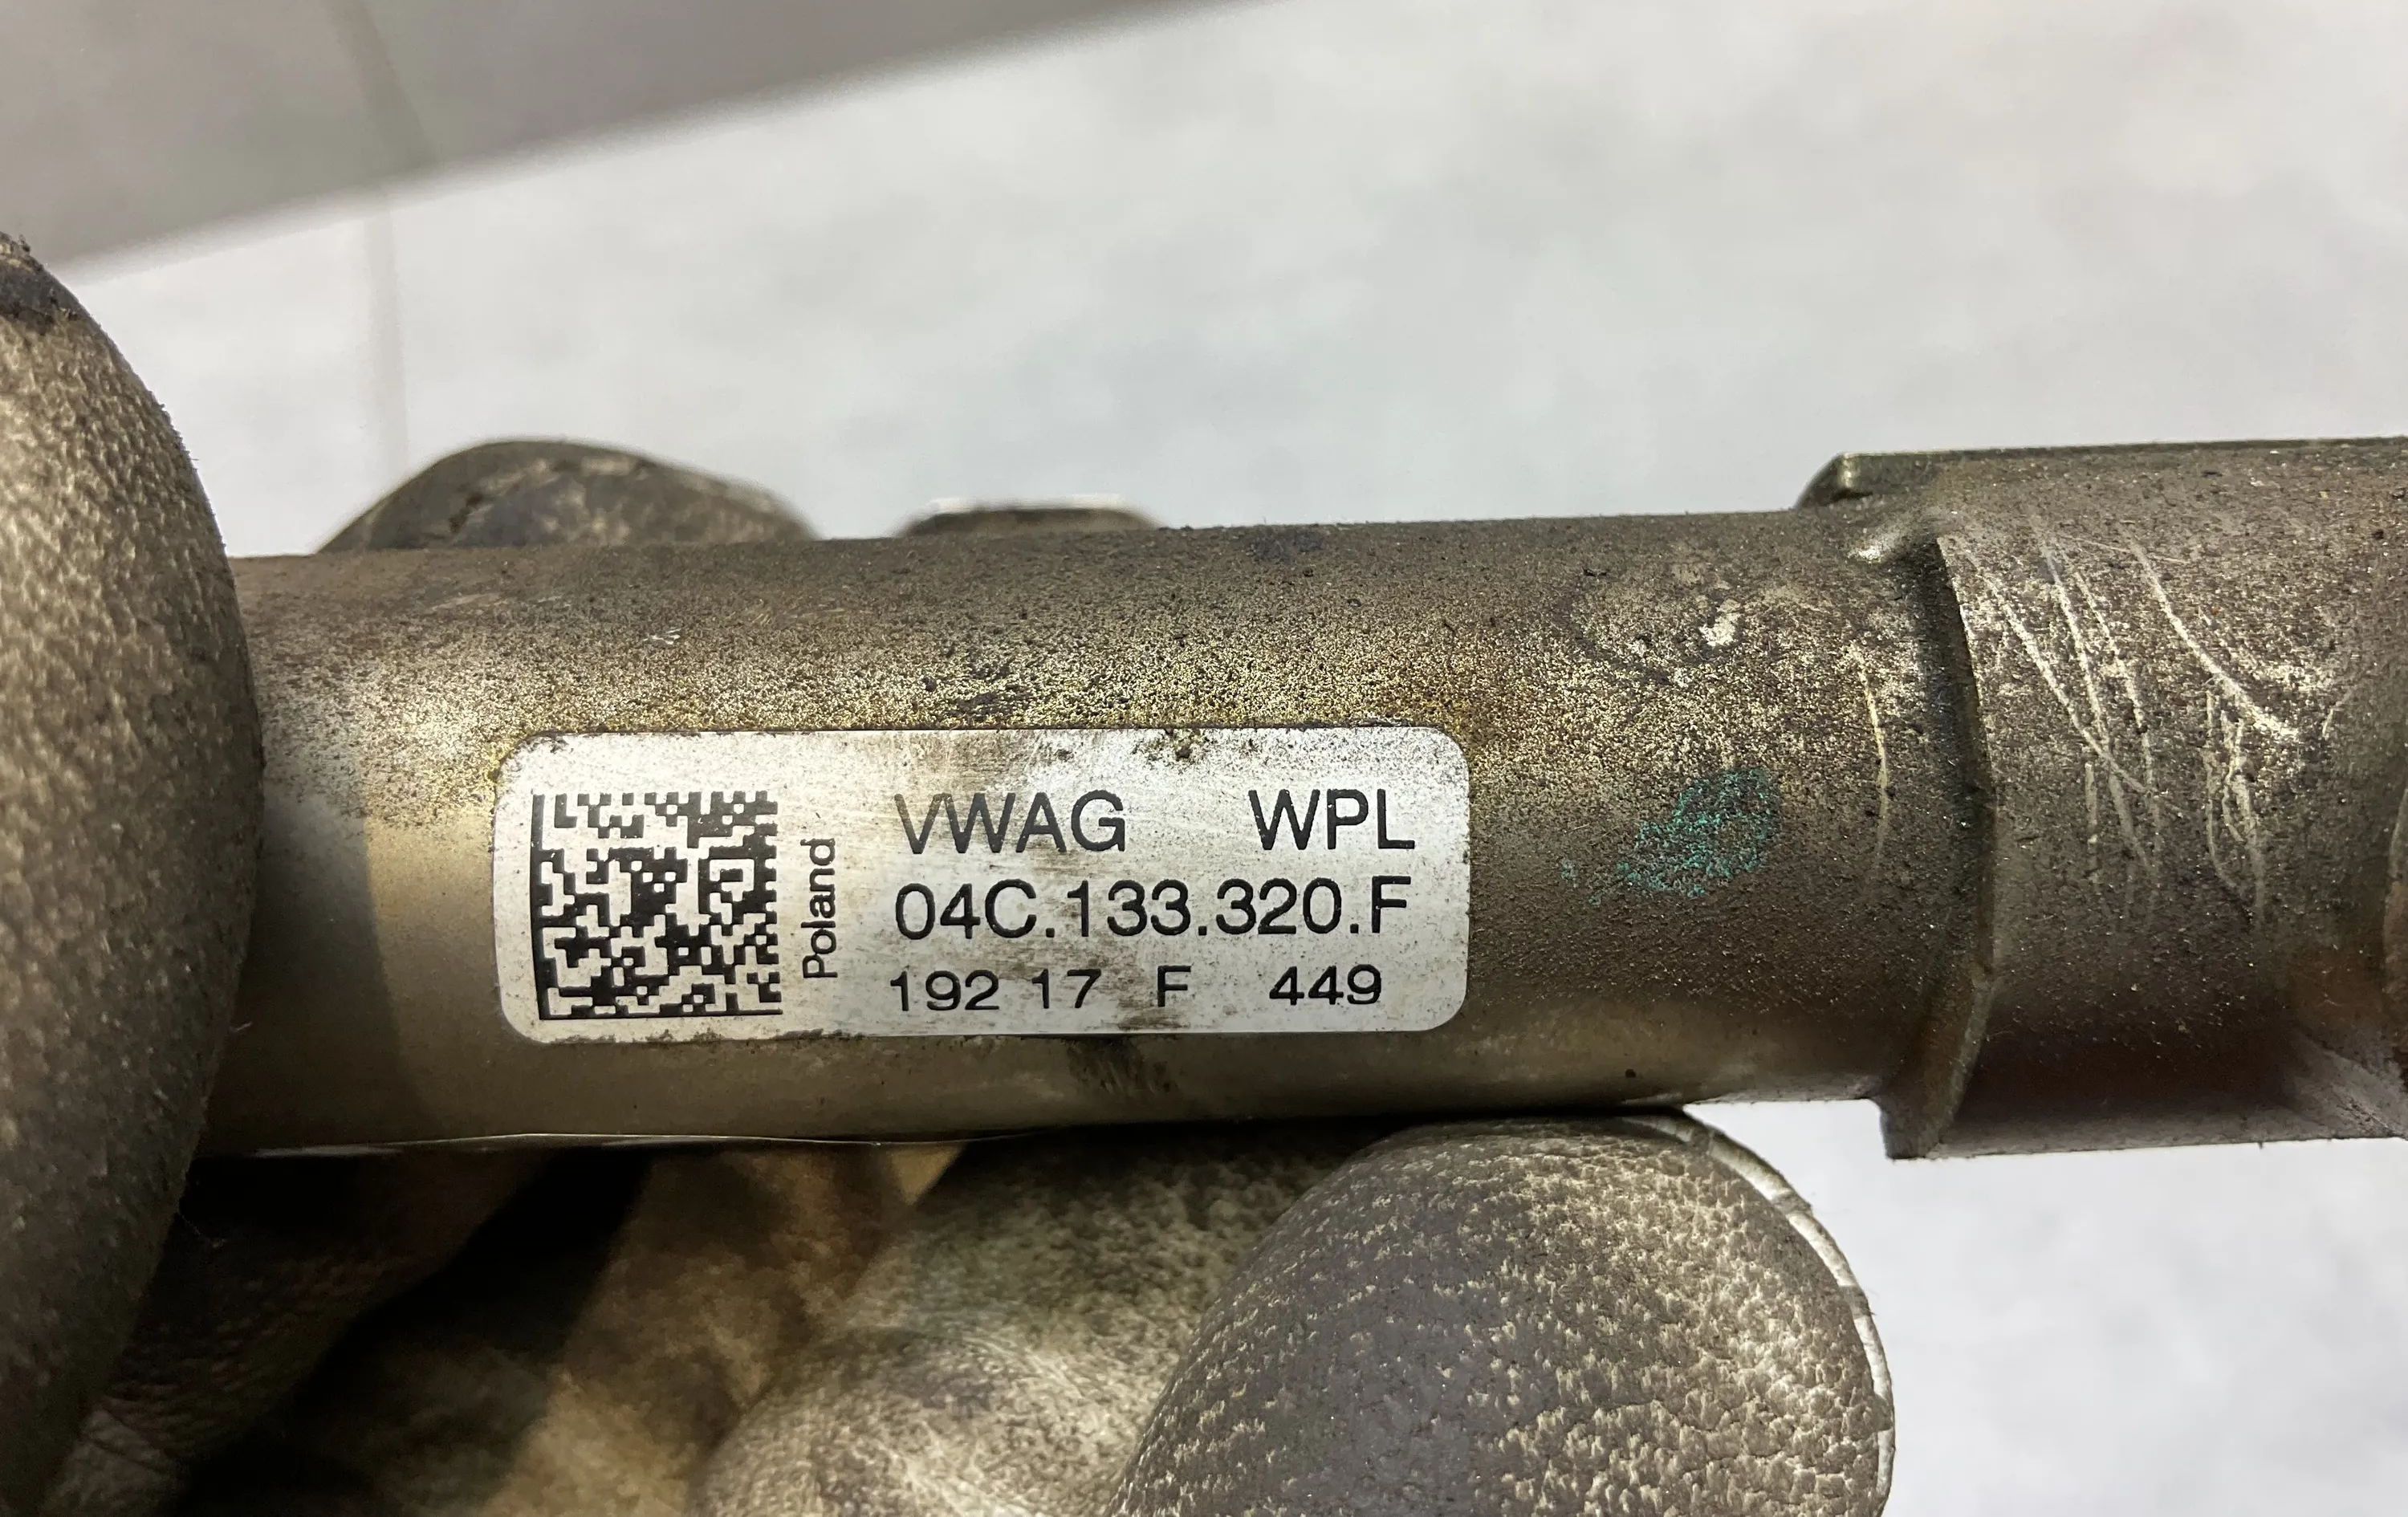 VWAG WPL
04C.133.320.F
192 17 F 449
Poland